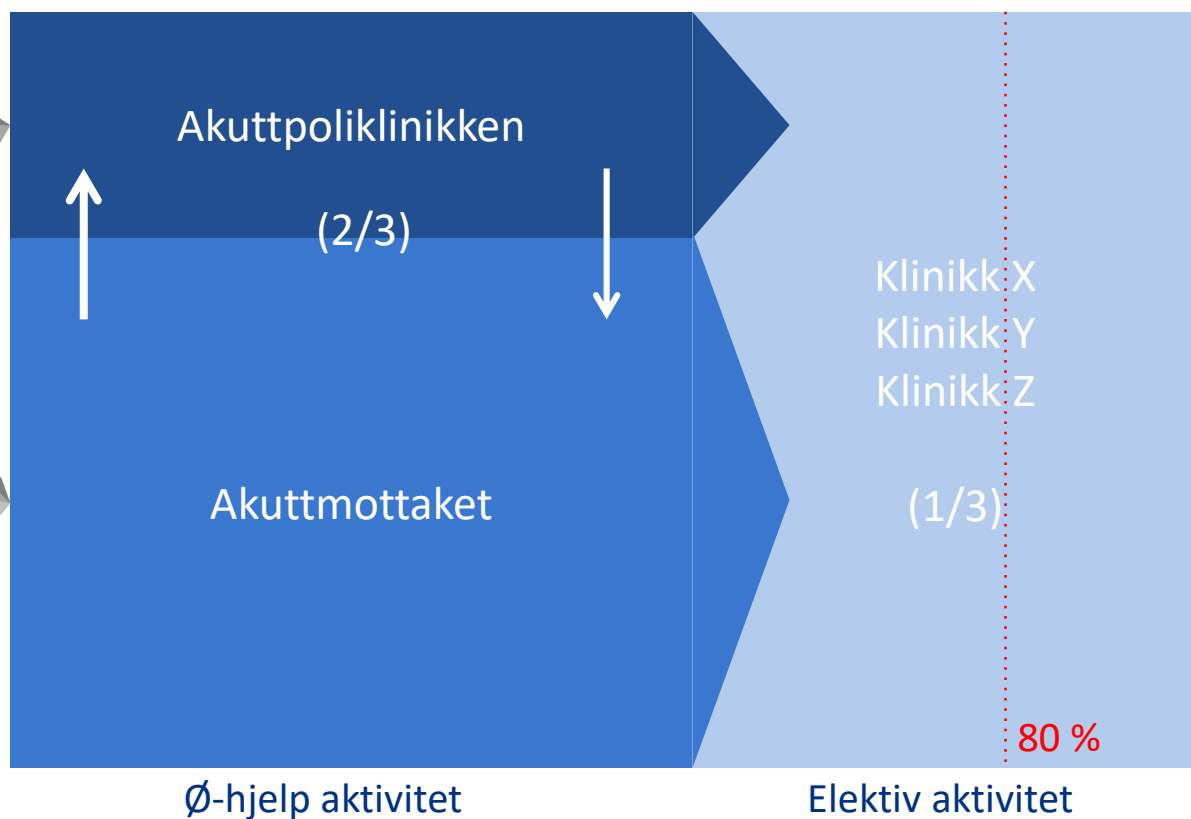 Akuttpoliklinikken
(2/3)
Akuttmottaket
Klinikk X
Klinikk Y
Klinikk Z
(1/3)
80 %
Ø-hjelp aktivitet
Elektiv aktivitet